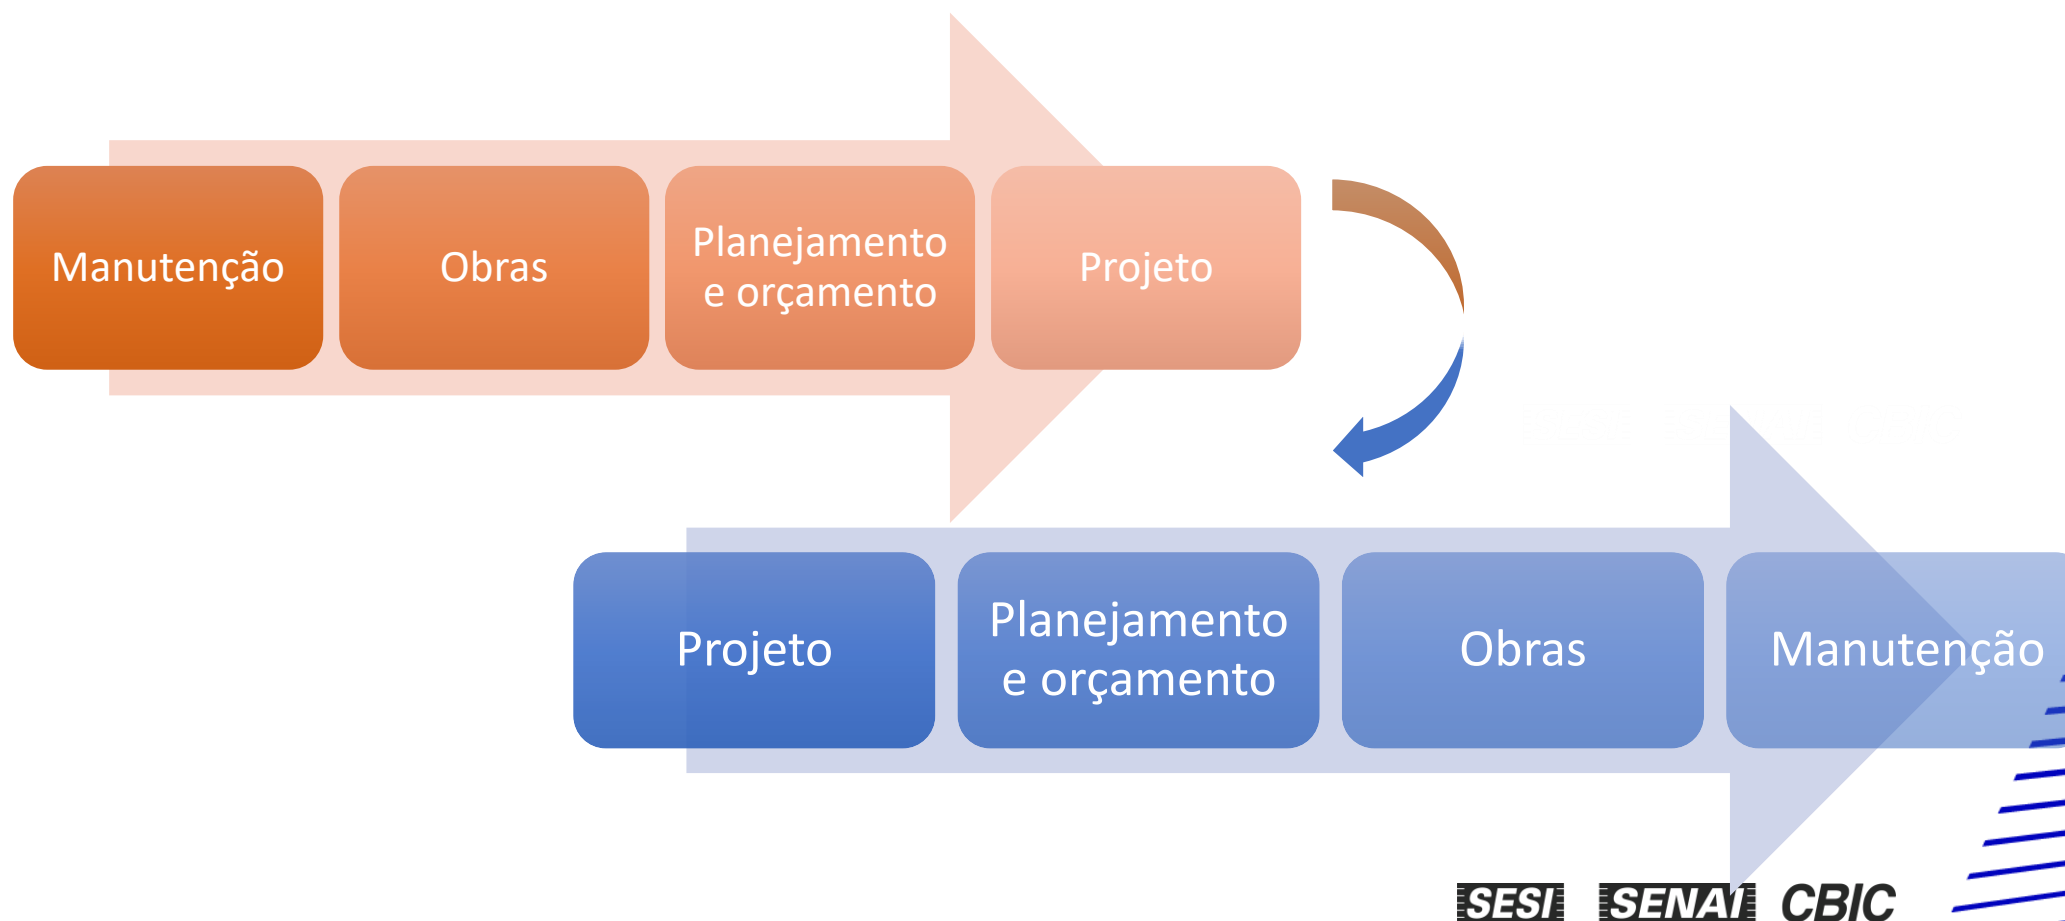 Manutenção
Obras
Planejamento
e orçamento
Projeto
Projeto
Planejamento
e orçamento
Obras
Manutenção
SESI SENAI CBIC